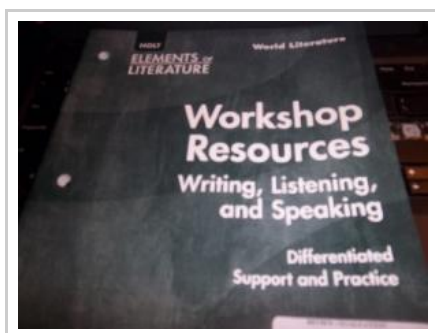 HOLT
World Literature
ELEMENTS OF
LITERATURE
Workshop
Resources
Writing, Listening,
and Speaking
Differentiated
Support and Practice